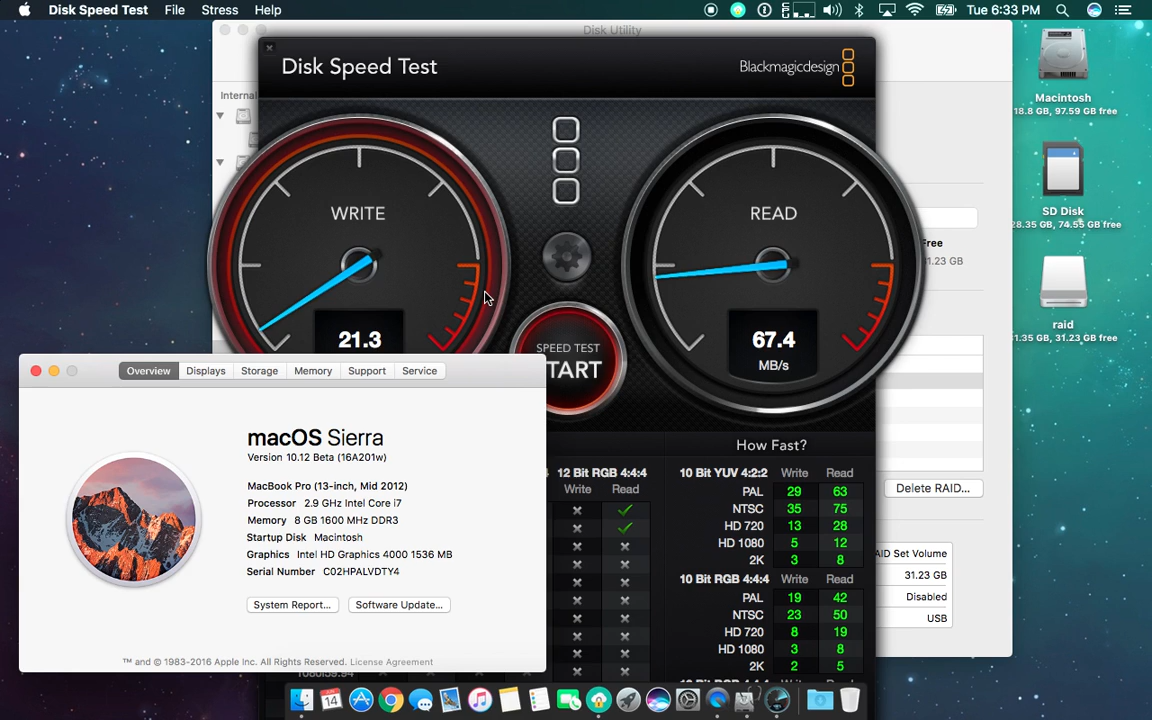 Disk Speed Test File Stress Help
Tue 6:33 PM
Disk Utility
Internal
Disk Speed Test
Blackmagicdesign
WRITE
21.3
READ
67.4
MB/s
SPEED TEST
START
Macintosh
18.8 GB, 97.59 GB free
SD Disk
28.35 GB, 74.55 GB free
raid
31.35 GB, 31.23 GB free
Free
31.23 GB
Delete RAID...
RAID Set Volume
31.23 GB
Disabled
USB
Overview Displays Storage Memory Support Service
macOS Sierra
Version 10.12 Beta (16A201w)
MacBook Pro (13-inch, Mid 2012)
Processor 2.9 GHz Intel Core i7
Memory 8 GB 1600 MHz DDR3
Startup Disk Macintosh
Graphics Intel HD Graphics 4000 1536 MB
Serial Number C02HPALVDTY4
System Report... Software Update...
™ and © 1983-2016 Apple Inc. All Rights Reserved. License Agreement
12 Bit RGB 4:4:4
Write Read
How Fast?
10 Bit YUV 4:2:2 Write Read
PAL 29 63
NTSC 35 75
HD 720 13 28
HD 1080 5 12
2K 3 8
10 Bit RGB 4:4:4 Write Read
PAL 19 42
NTSC 23 50
HD 720 8 19
HD 1080 3 8
2K 2 5
Write Read
14